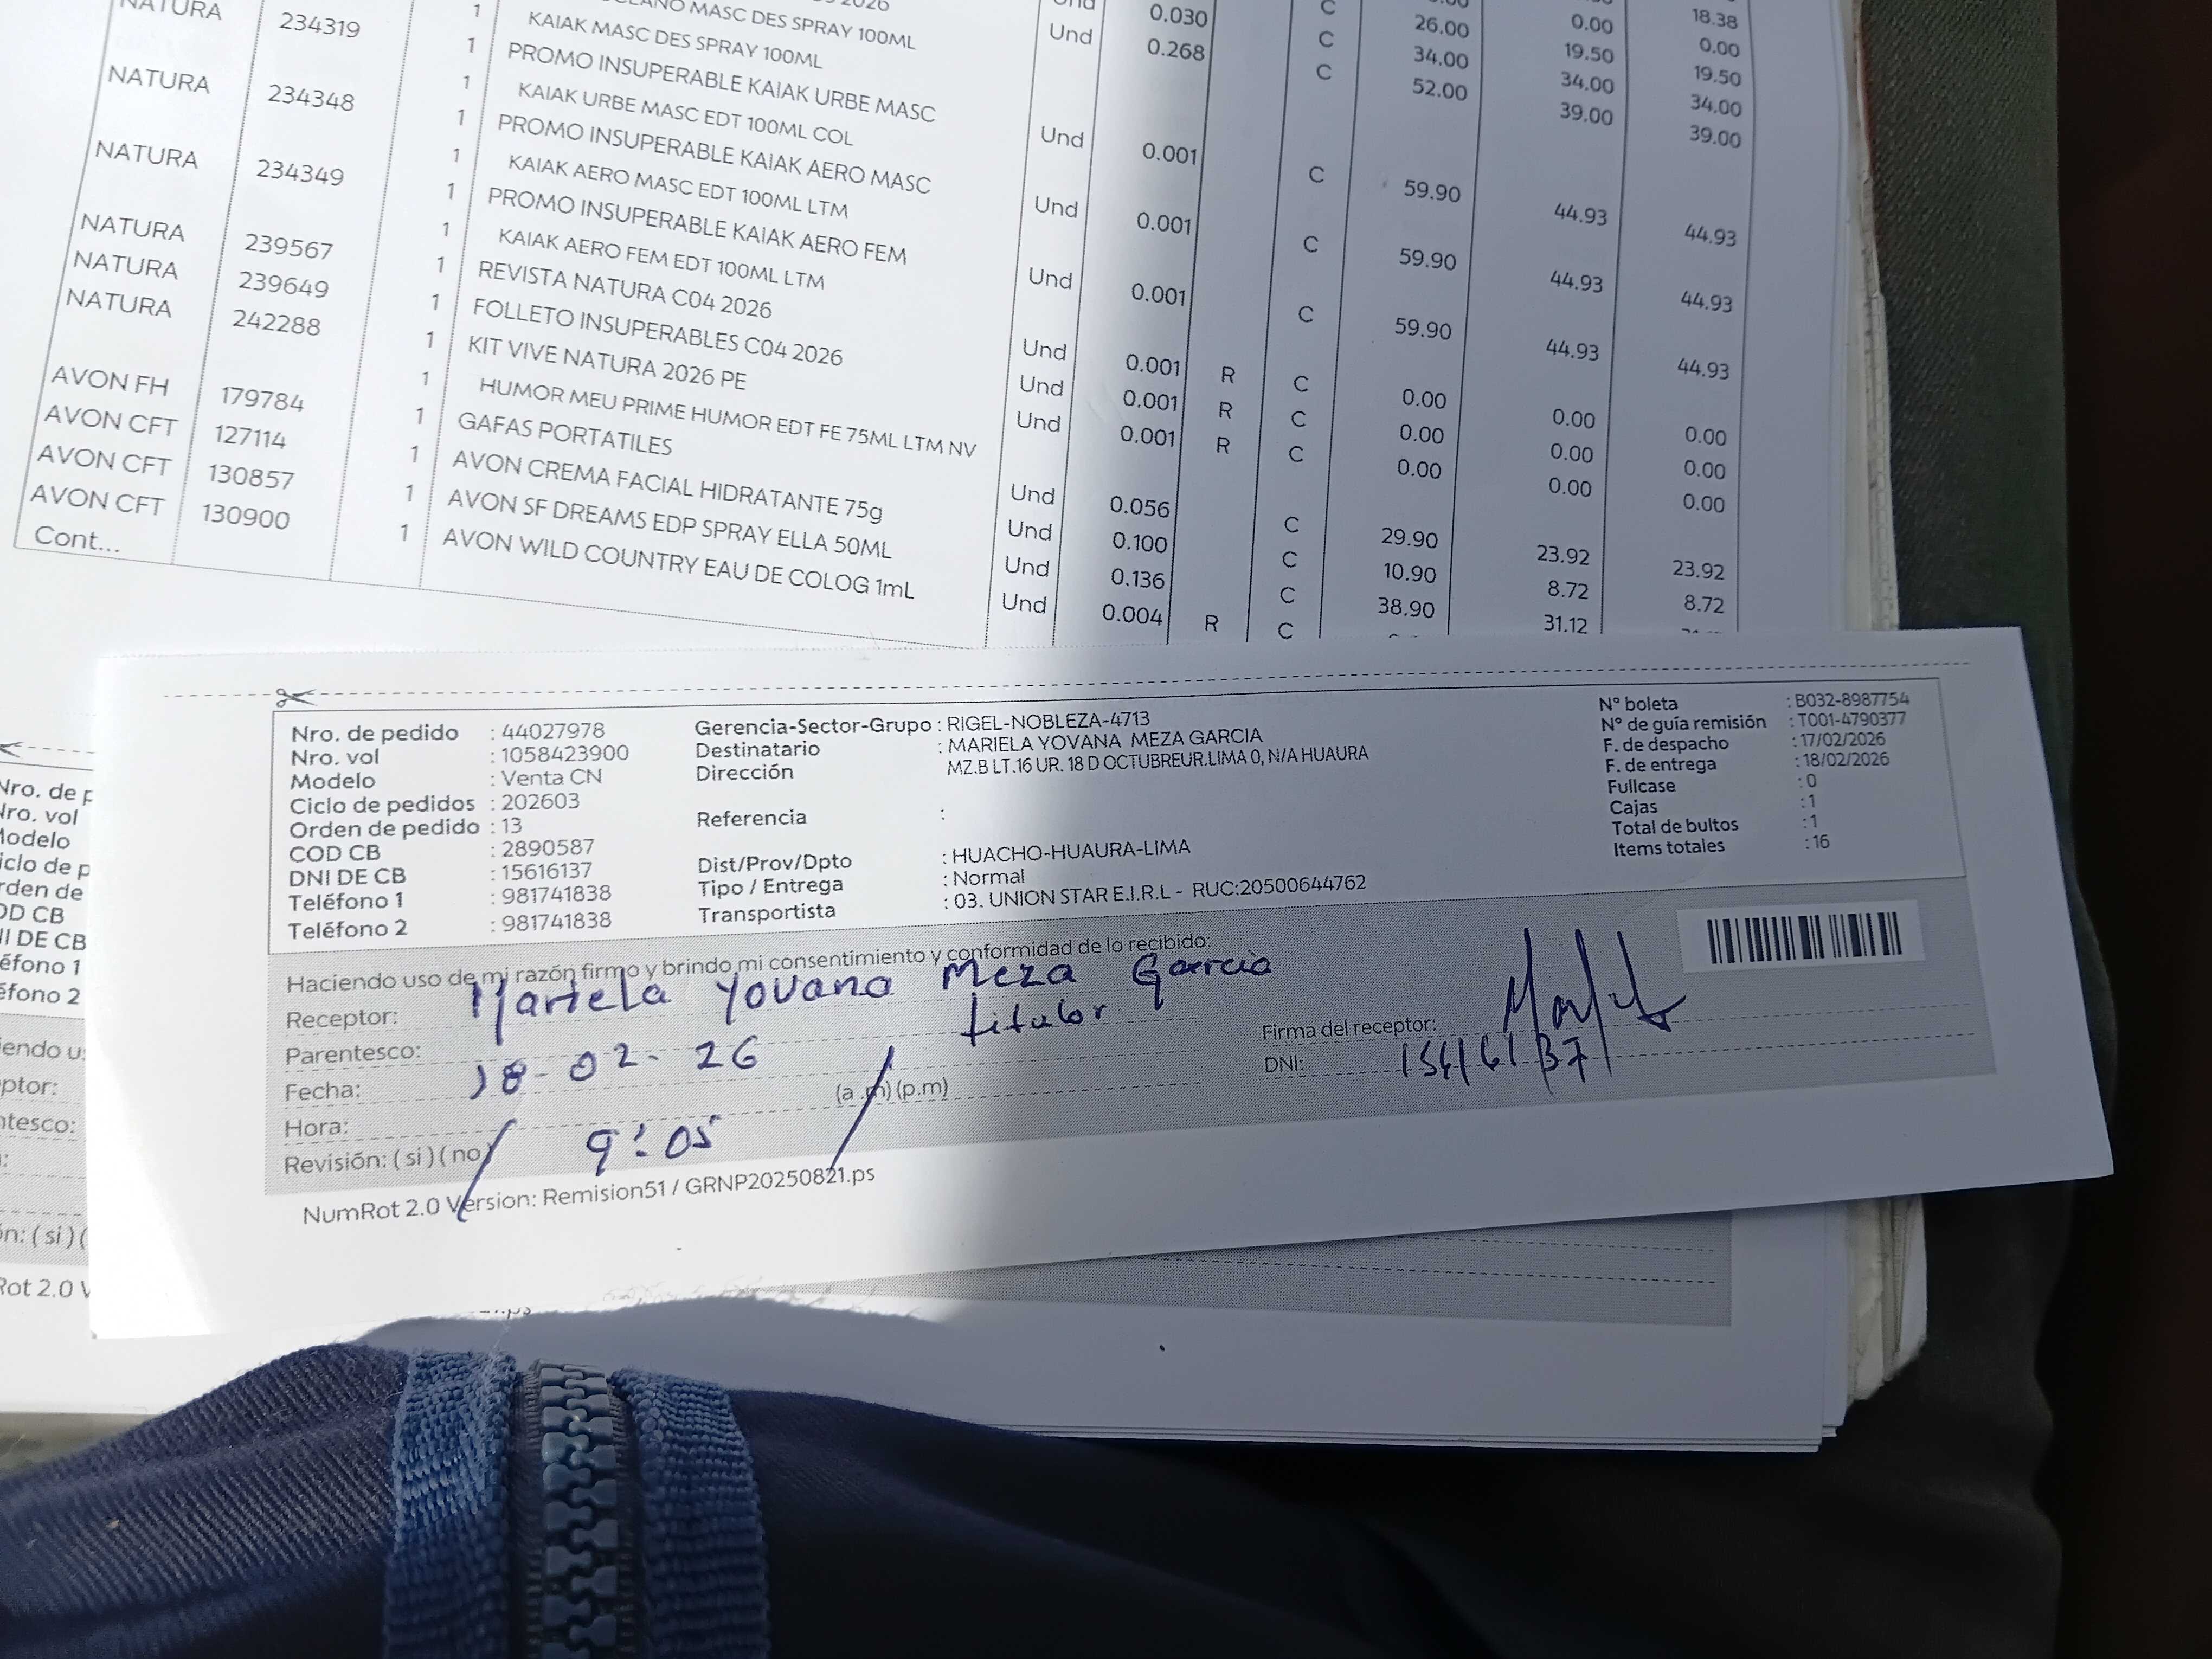 NATURA 234319 1 KAIAK MASC DES SPRAY 100ML Und 0.268 C 34.00 19.50 19.50
MASC DES SPRAY 100ML Und 0.030 C 26.00 0.00 0.00
18.38
C 52.00 34.00 34.00
39.00 39.00
NATURA 234348 1 PROMO INSUPERABLE KAIAK URBE MASC Und 0.001 C 59.90 44.93 44.93
1 KAIAK URBE MASC EDT 100ML COL
NATURA 234349 1 PROMO INSUPERABLE KAIAK AERO MASC Und 0.001 C 59.90 44.93 44.93
1 KAIAK AERO MASC EDT 100ML LTM
1 PROMO INSUPERABLE KAIAK AERO FEM Und 0.001 C 59.90 44.93 44.93
1 KAIAK AERO FEM EDT 100ML LTM
NATURA 239567 1 REVISTA NATURA C04 2026 Und 0.001 R C 0.00 0.00 0.00
NATURA 239649 1 FOLLETO INSUPERABLES C04 2026 Und 0.001 R C 0.00 0.00 0.00
NATURA 242288 1 KIT VIVE NATURA 2026 PE Und 0.001 R C 0.00 0.00 0.00
1 HUMOR MEU PRIME HUMOR EDT FE 75ML LTM NV
AVON FH 179784 1 GAFAS PORTATILES Und 0.056 C 29.90 23.92 23.92
AVON CFT 127114 1 AVON CREMA FACIAL HIDRATANTE 75g Und 0.100 C 10.90 8.72 8.72
AVON CFT 130857 1 AVON SF DREAMS EDP SPRAY ELLA 50ML Und 0.136 C 38.90 31.12
AVON CFT 130900 1 AVON WILD COUNTRY EAU DE COLOG 1mL Und 0.004 R C
Cont...
Nro. de pedido : 44027978
Nro. vol : 1058423900
Modelo : Venta CN
Ciclo de pedidos : 202603
Orden de pedido : 13
COD CB : 2890587
DNI DE CB : 15616137
Teléfono 1 : 981741838
Teléfono 2 : 981741838
Gerencia-Sector-Grupo : RIGEL-NOBLEZA-4713
Destinatario : MARIELA YOVANA MEZA GARCIA
Dirección MZ.B LT.16 UR. 18 D OCTUBREUR.LIMA 0, N/A HUAURA
Referencia :
Dist/Prov/Dpto : HUACHO-HUAURA-LIMA
Tipo / Entrega : Normal
Transportista : 03. UNION STAR E.I.R.L - RUC:20500644762
N° boleta : B032-8987754
N° de guía remisión : T001-4790377
F. de despacho : 17/02/2026
F. de entrega : 18/02/2026
Fullcase : 0
Cajas : 1
Total de bultos : 1
Items totales : 16
Haciendo uso de mi razón firmo y brindo mi consentimiento y conformidad de lo recibido:
Receptor: Mariela Yovana Meza Garcia
Parentesco: titular
Fecha: 18-02-26
Hora: 9:05 (a.m) (p.m)
Revisión: (si) (no)
Firma del receptor:
DNI: 15616137
NumRot 2.0 Version: Remision51 / GRNP20250821.ps